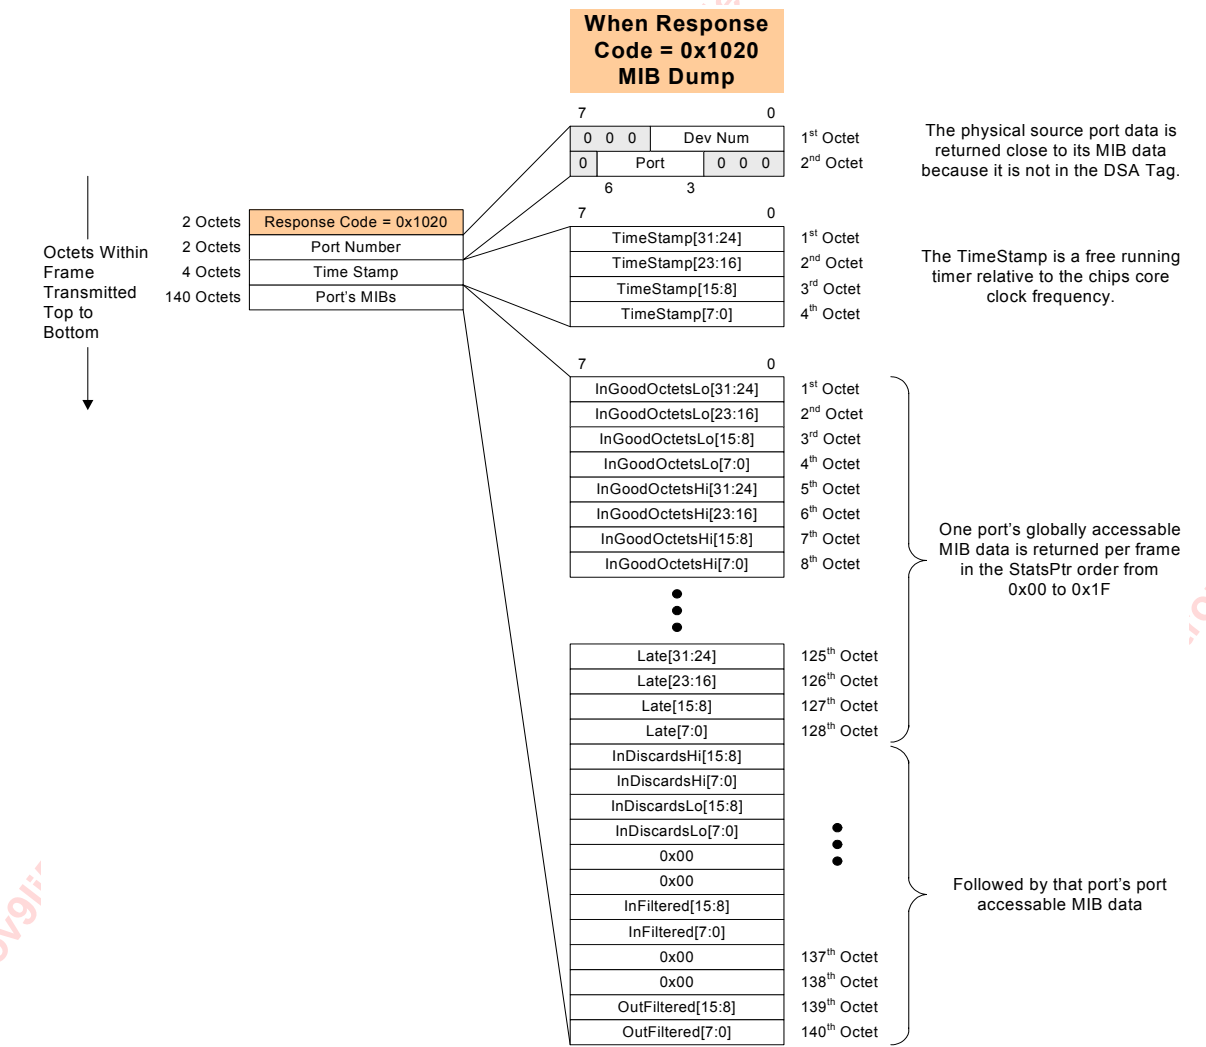 When Response
Code = 0x1020
MIB Dump
7 0
0 0 0 Dev Num 1st Octet
0 Port 0 0 0 2nd Octet
6 3
The physical source port data is
returned close to its MIB data
because it is not in the DSA Tag.
Octets Within
Frame
Transmitted
Top to
Bottom
2 Octets Response Code = 0x1020
2 Octets Port Number
4 Octets Time Stamp
140 Octets Port's MIBs
7 0
TimeStamp[31:24] 1st Octet
TimeStamp[23:16] 2nd Octet
TimeStamp[15:8] 3rd Octet
TimeStamp[7:0] 4th Octet
The TimeStamp is a free running
timer relative to the chips core
clock frequency.
7 0
InGoodOctetsLo[31:24] 1st Octet
InGoodOctetsLo[23:16] 2nd Octet
InGoodOctetsLo[15:8] 3rd Octet
InGoodOctetsLo[7:0] 4th Octet
InGoodOctetsHi[31:24] 5th Octet
InGoodOctetsHi[23:16] 6th Octet
InGoodOctetsHi[15:8] 7th Octet
InGoodOctetsHi[7:0] 8th Octet
One port's globally accessable
MIB data is returned per frame
in the StatsPtr order from
0x00 to 0x1F
Late[31:24] 125th Octet
Late[23:16] 126th Octet
Late[15:8] 127th Octet
Late[7:0] 128th Octet
InDiscardsHi[15:8]
InDiscardsHi[7:0]
InDiscardsLo[15:8]
InDiscardsLo[7:0]
0x00
0x00
InFiltered[15:8]
InFiltered[7:0]
0x00 137th Octet
0x00 138th Octet
OutFiltered[15:8] 139th Octet
OutFiltered[7:0] 140th Octet
Followed by that port's port
accessable MIB data